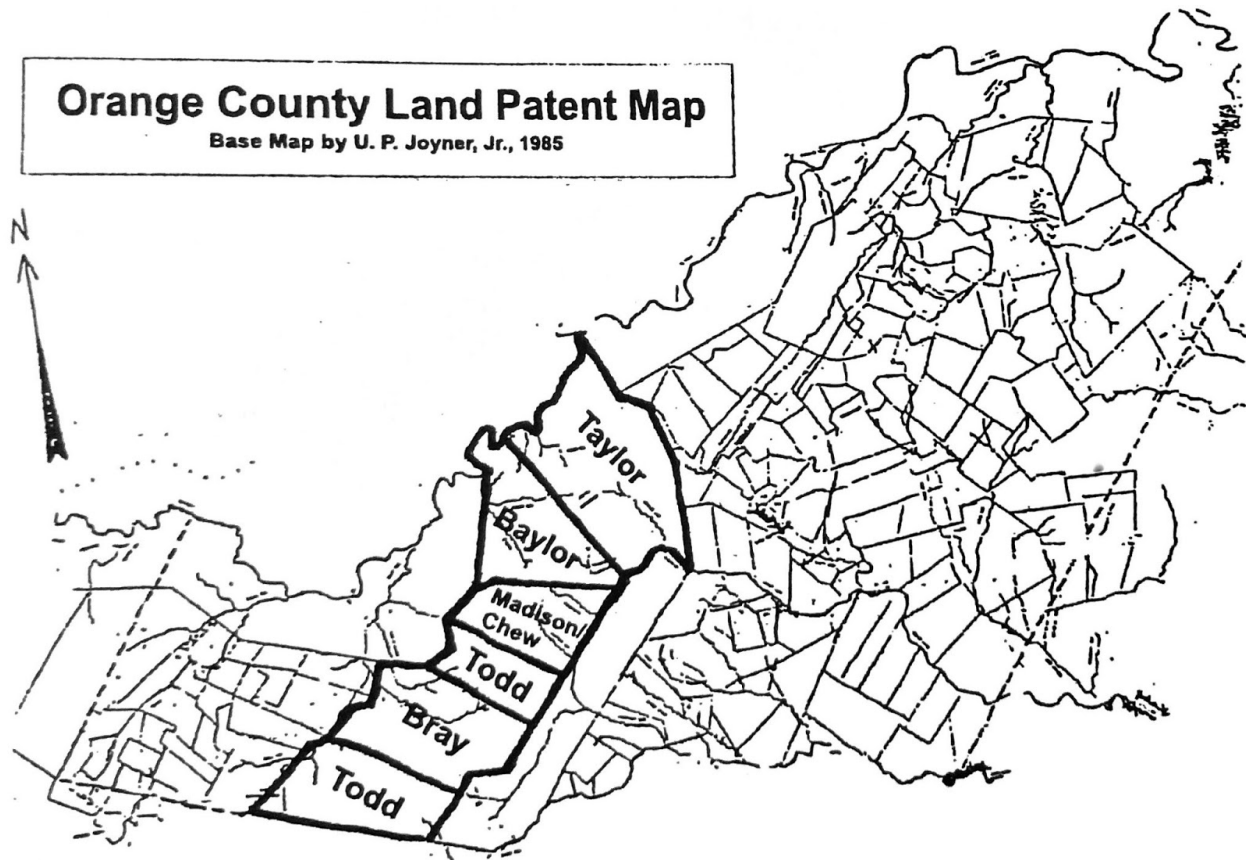 Orange County Land Patent Map
Base Map by U. P. Joyner, Jr., 1985
N
Taylor
Baylor
Madison/
Chew
Todd
Bray
Todd